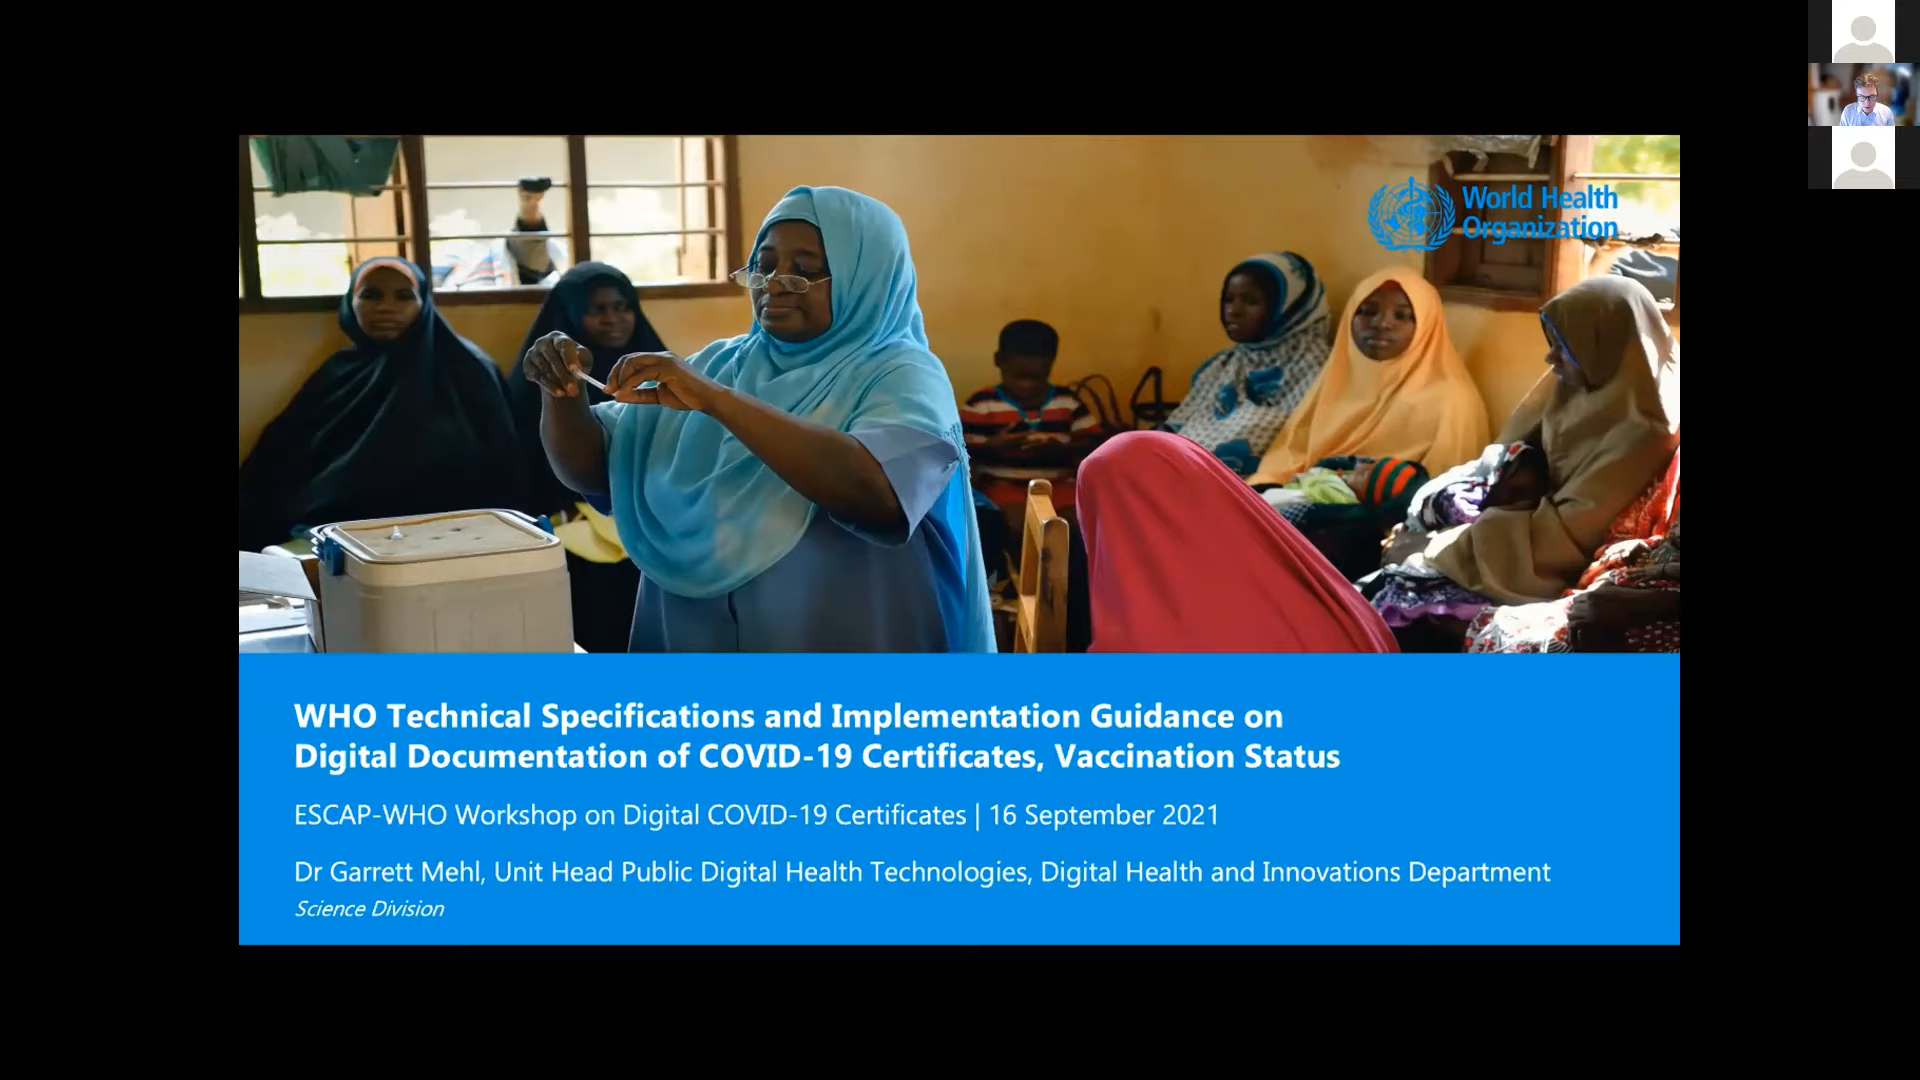 World Health
Organization
WHO Technical Specifications and Implementation Guidance on
Digital Documentation of COVID-19 Certificates, Vaccination Status
ESCAP-WHO Workshop on Digital COVID-19 Certificates | 16 September 2021
Dr Garrett Mehl, Unit Head Public Digital Health Technologies, Digital Health and Innovations Department
Science Division